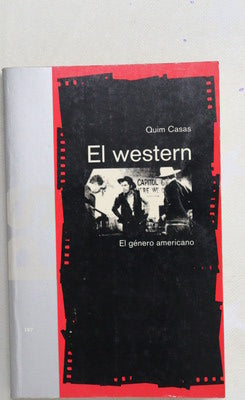 Quim Casas
El western
CAPITOL
El género americano